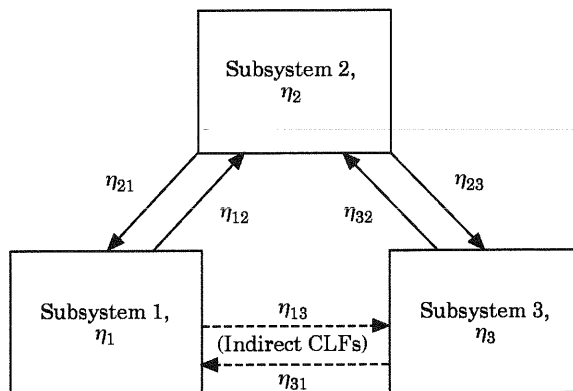 Subsystem 2,
η₂
η₂₁
η₁₂
η₃₂
η₂₃
Subsystem 1,
η₁
η₁₃
(Indirect CLFs)
η₃₁
Subsystem 3,
η₃